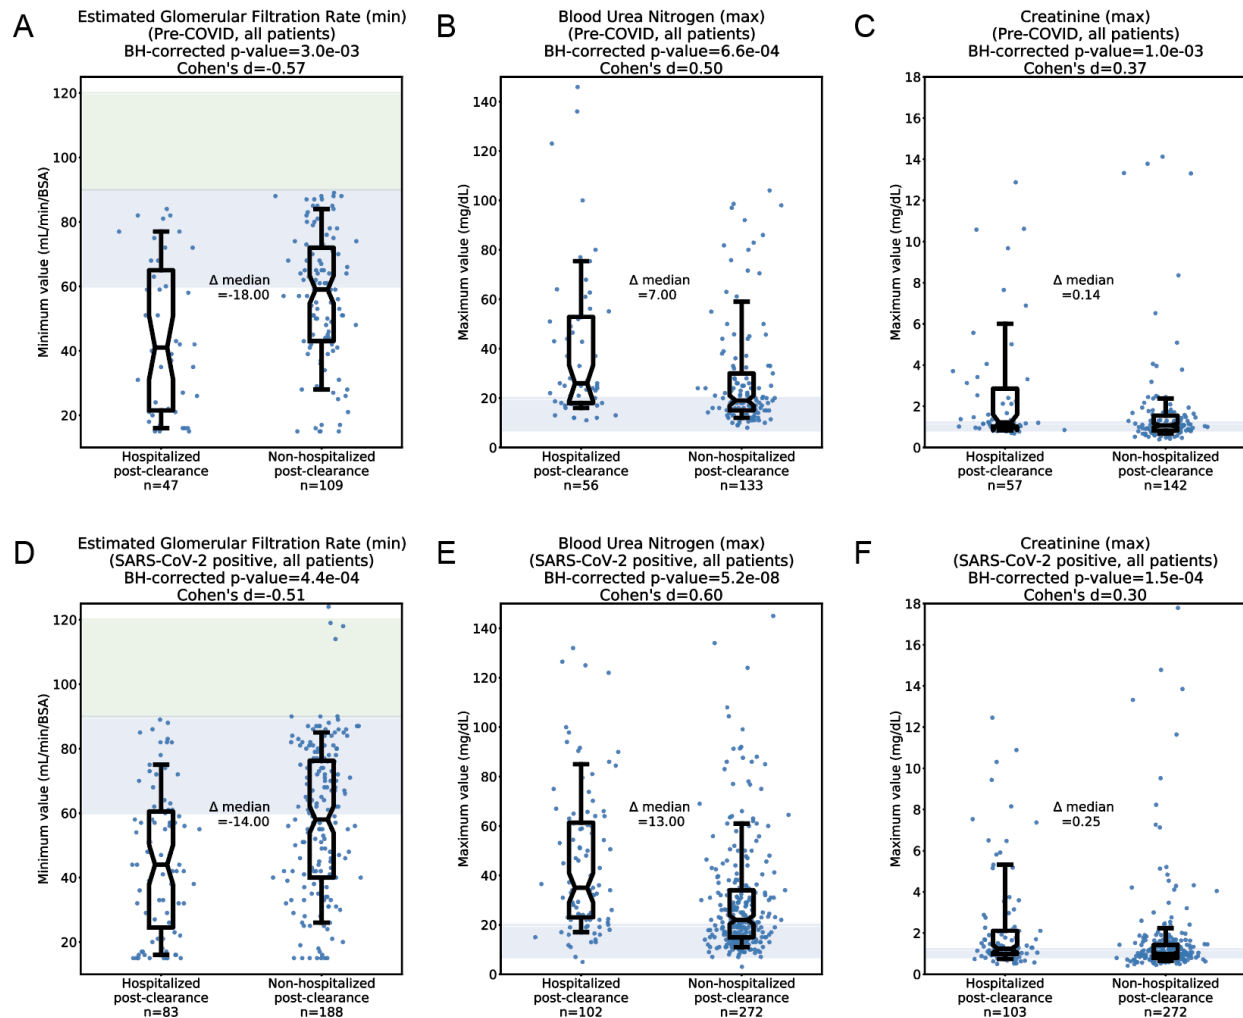 A
Estimated Glomerular Filtration Rate (min)
(Pre-COVID, all patients)
BH-corrected p-value=3.0e-03
Cohen's d=-0.57
Minimum value (mL/min/BSA)
120
100
80
60
40
20
Δ median
=-18.00
Hospitalized
post-clearance
n=47
Non-hospitalized
post-clearance
n=109
B
Blood Urea Nitrogen (max)
(Pre-COVID, all patients)
BH-corrected p-value=6.6e-04
Cohen's d=0.50
Maximum value (mg/dL)
140
120
100
80
60
40
20
0
Δ median
=7.00
Hospitalized
post-clearance
n=56
Non-hospitalized
post-clearance
n=133
C
Creatinine (max)
(Pre-COVID, all patients)
BH-corrected p-value=1.0e-03
Cohen's d=0.37
Maximum value (mg/dL)
18
16
14
12
10
8
6
4
2
0
Δ median
=0.14
Hospitalized
post-clearance
n=57
Non-hospitalized
post-clearance
n=142
D
Estimated Glomerular Filtration Rate (min)
(SARS-CoV-2 positive, all patients)
BH-corrected p-value=4.4e-04
Cohen's d=-0.51
Minimum value (mL/min/BSA)
120
100
80
60
40
20
Δ median
=-14.00
Hospitalized
post-clearance
n=83
Non-hospitalized
post-clearance
n=188
E
Blood Urea Nitrogen (max)
(SARS-CoV-2 positive, all patients)
BH-corrected p-value=5.2e-08
Cohen's d=0.60
Maximum value (mg/dL)
140
120
100
80
60
40
20
0
Δ median
=13.00
Hospitalized
post-clearance
n=102
Non-hospitalized
post-clearance
n=272
F
Creatinine (max)
(SARS-CoV-2 positive, all patients)
BH-corrected p-value=1.5e-04
Cohen's d=0.30
Maximum value (mg/dL)
18
16
14
12
10
8
6
4
2
0
Δ median
=0.25
Hospitalized
post-clearance
n=103
Non-hospitalized
post-clearance
n=272